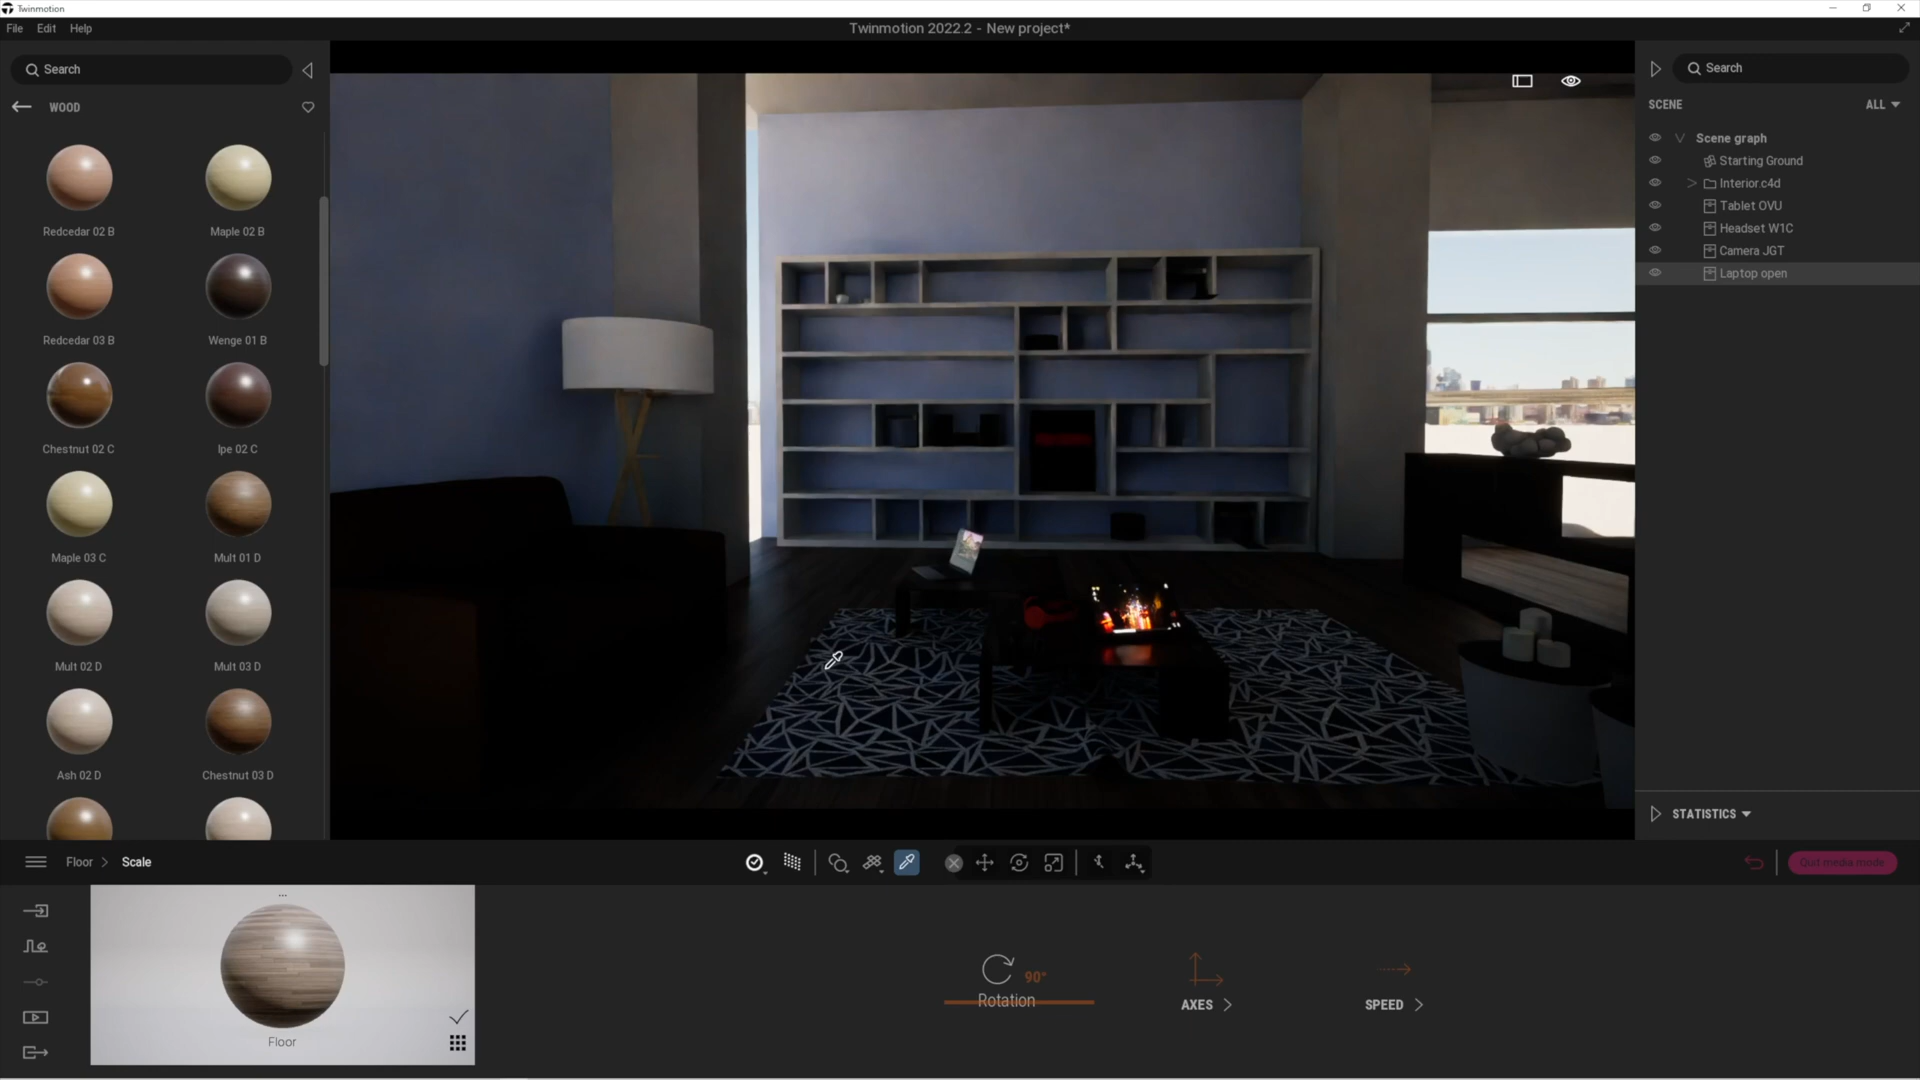 Twinmotion
File Edit Help
Twinmotion 2022.2 - New project*
Search
WOOD
Redcedar 02 B
Maple 02 B
Redcedar 03 B
Wenge 01 B
Chestnut 02 C
Ipe 02 C
Maple 03 C
Mult 01 D
Mult 02 D
Mult 03 D
Ash 02 D
Chestnut 03 D
Search
SCENE
ALL
Scene graph
Starting Ground
Interior.c4d
Tablet OVU
Headset W1C
Camera JGT
Laptop open
STATISTICS
Floor > Scale
Quit media mode
...
Floor
90°
Rotation
AXES
SPEED